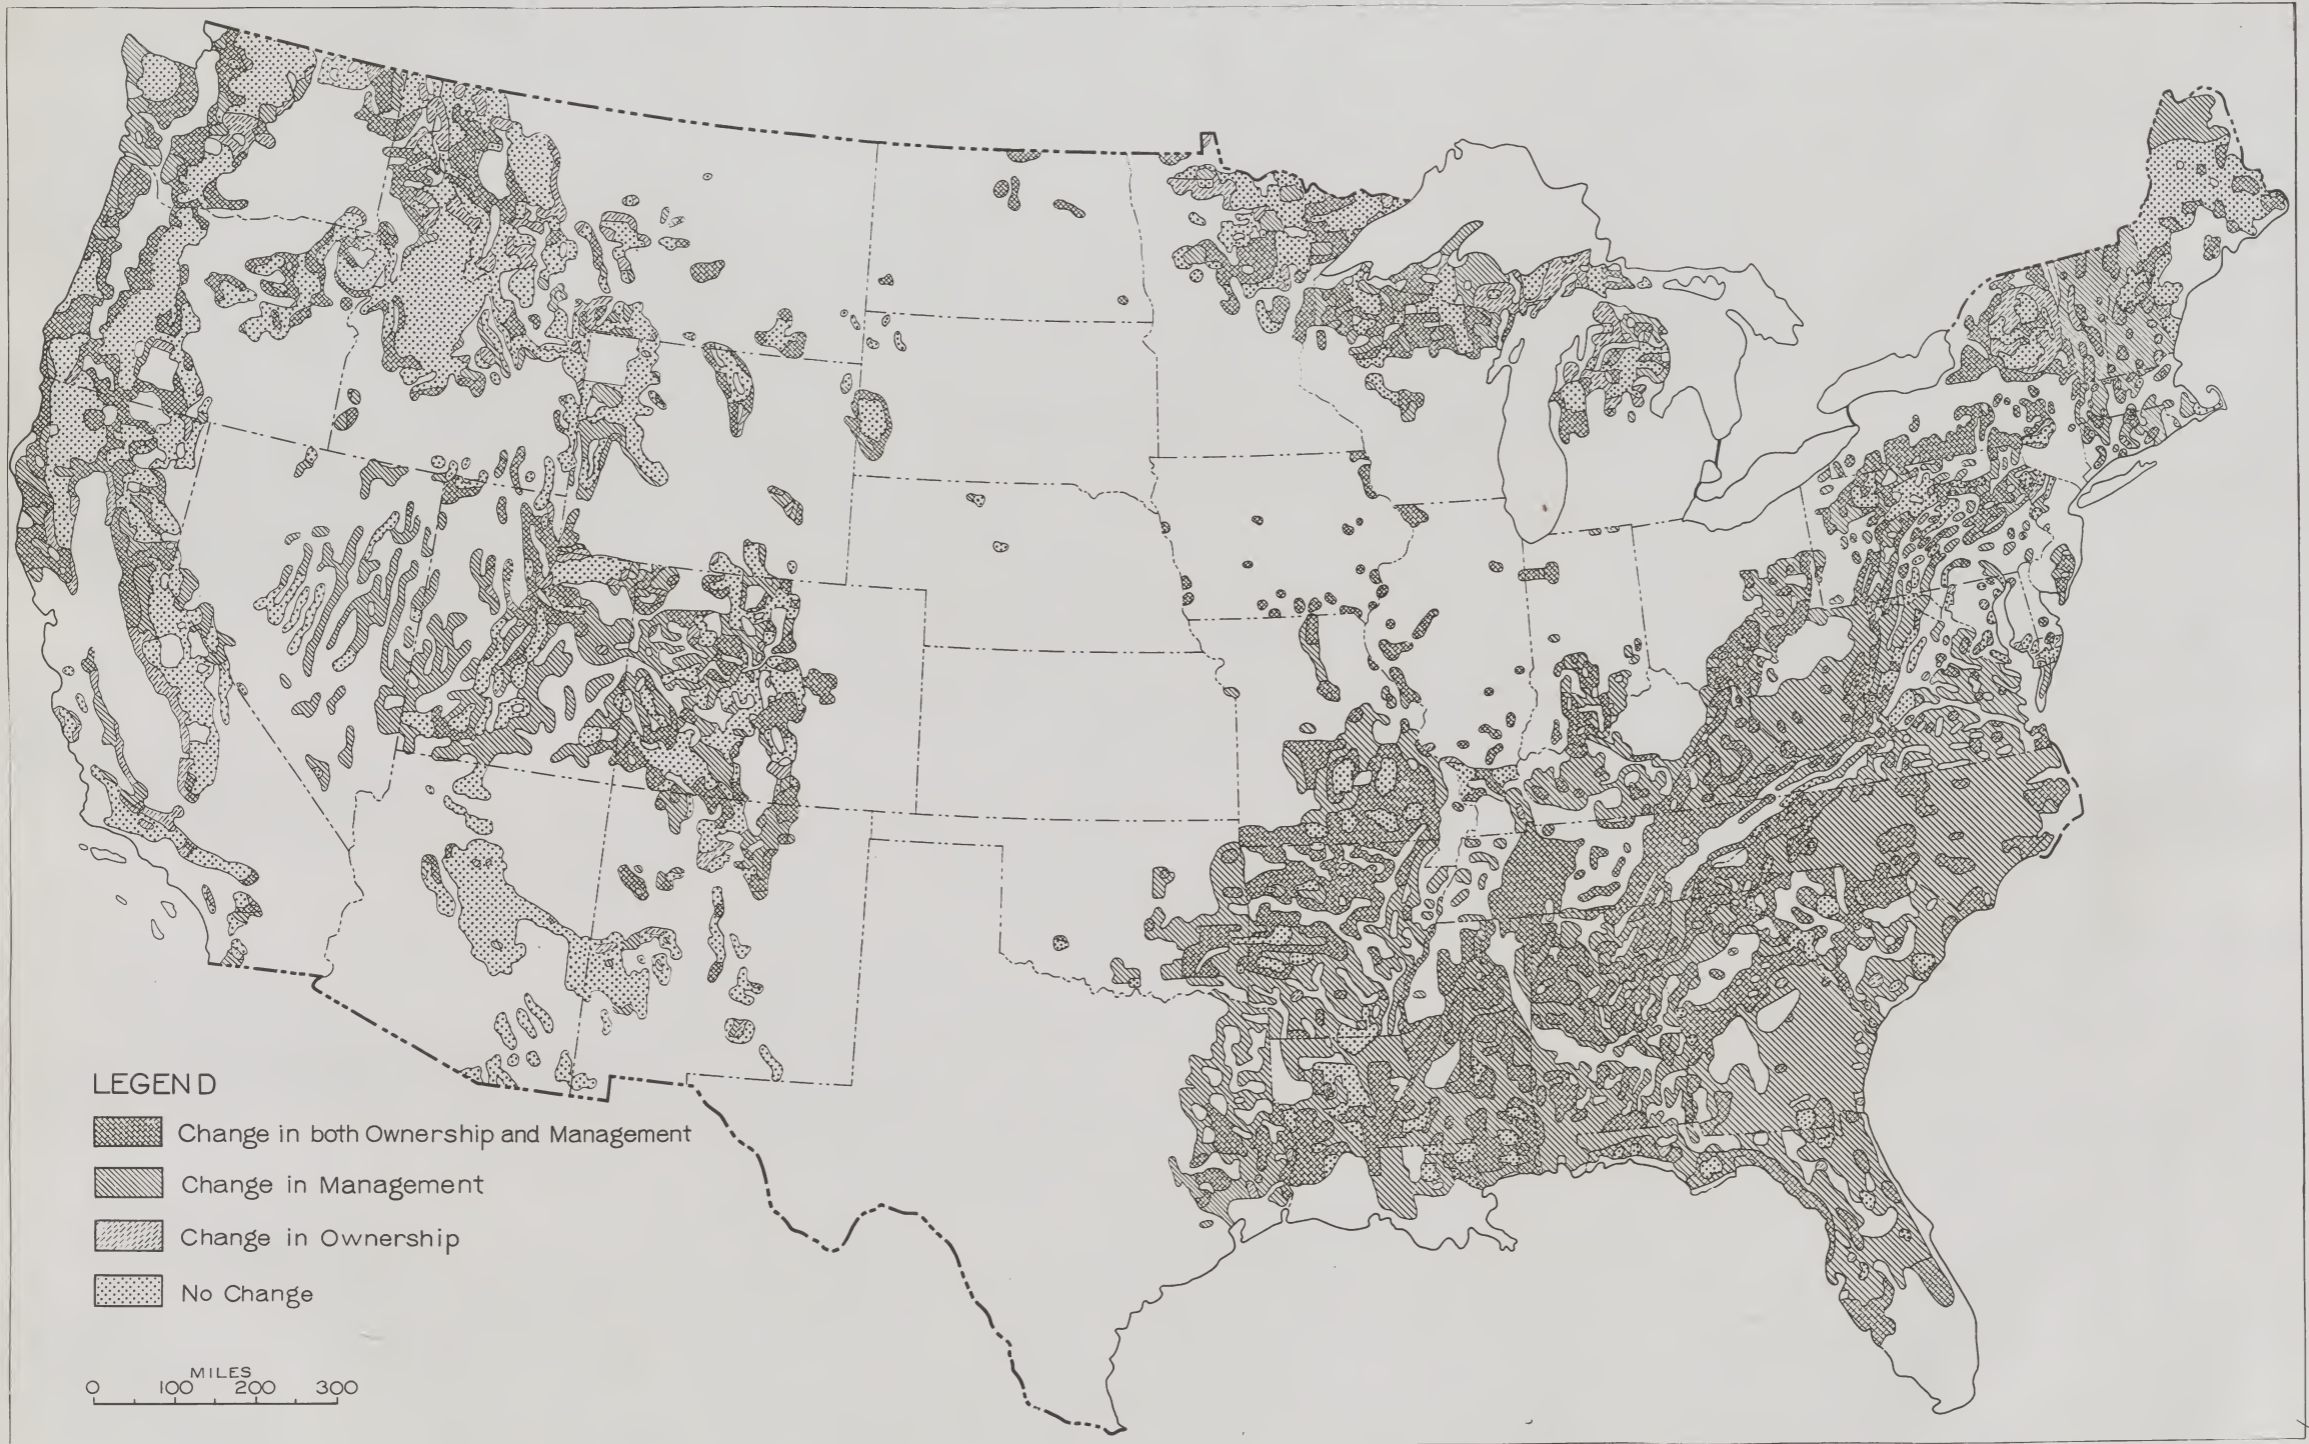 LEGEND
Change in both Ownership and Management
Change in Management
Change in Ownership
No Change
MILES
0 100 200 300